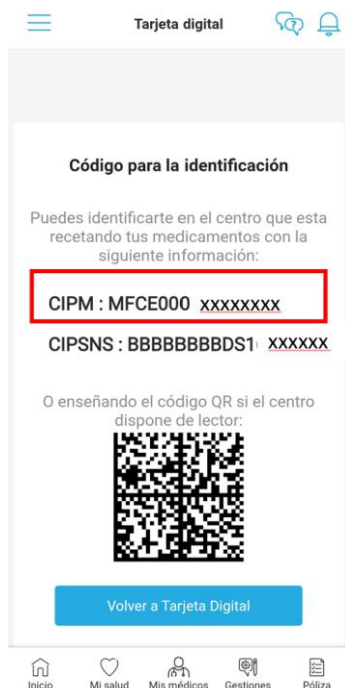 Tarjeta digital
Código para la identificación
Puedes identificarte en el centro que esta
recetando tus medicamentos con la
siguiente información:
CIPM : MFCE000 xxxxxxxx
CIPSNS : BBBBBBBBDS1 xxxxxx
O enseñando el código QR si el centro
dispone de lector:
Volver a Tarjeta Digital
Inicio Mi salud Mis médicos Gestiones Póliza